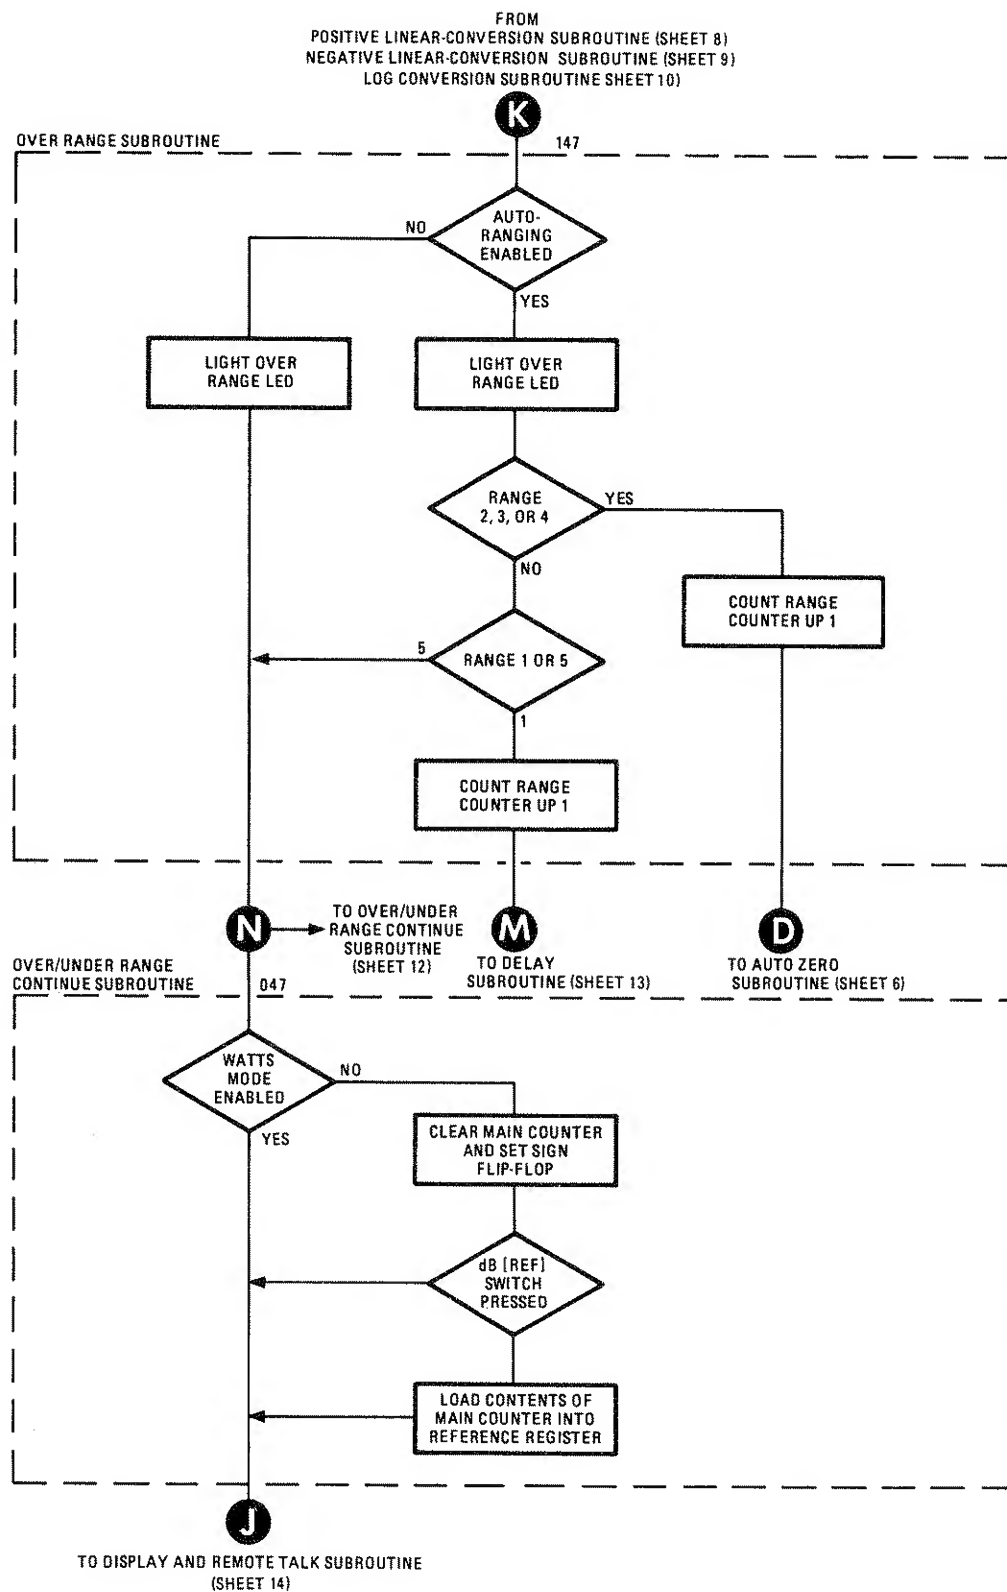 FROM
POSITIVE LINEAR-CONVERSION SUBROUTINE (SHEET 8)
NEGATIVE LINEAR-CONVERSION SUBROUTINE (SHEET 9)
LOG CONVERSION SUBROUTINE SHEET 10)
K
OVER RANGE SUBROUTINE
147
AUTO-
RANGING
ENABLED
NO
YES
LIGHT OVER
RANGE LED
LIGHT OVER
RANGE LED
RANGE
2, 3, OR 4
YES
NO
COUNT RANGE
COUNTER UP 1
RANGE 1 OR 5
5
1
COUNT RANGE
COUNTER UP 1
N
TO OVER/UNDER
RANGE CONTINUE
SUBROUTINE
(SHEET 12)
M
TO DELAY
SUBROUTINE (SHEET 13)
D
TO AUTO ZERO
SUBROUTINE (SHEET 6)
OVER/UNDER RANGE
CONTINUE SUBROUTINE
047
WATTS
MODE
ENABLED
NO
YES
CLEAR MAIN COUNTER
AND SET SIGN
FLIP-FLOP
dB [REF]
SWITCH
PRESSED
LOAD CONTENTS OF
MAIN COUNTER INTO
REFERENCE REGISTER
J
TO DISPLAY AND REMOTE TALK SUBROUTINE
(SHEET 14)